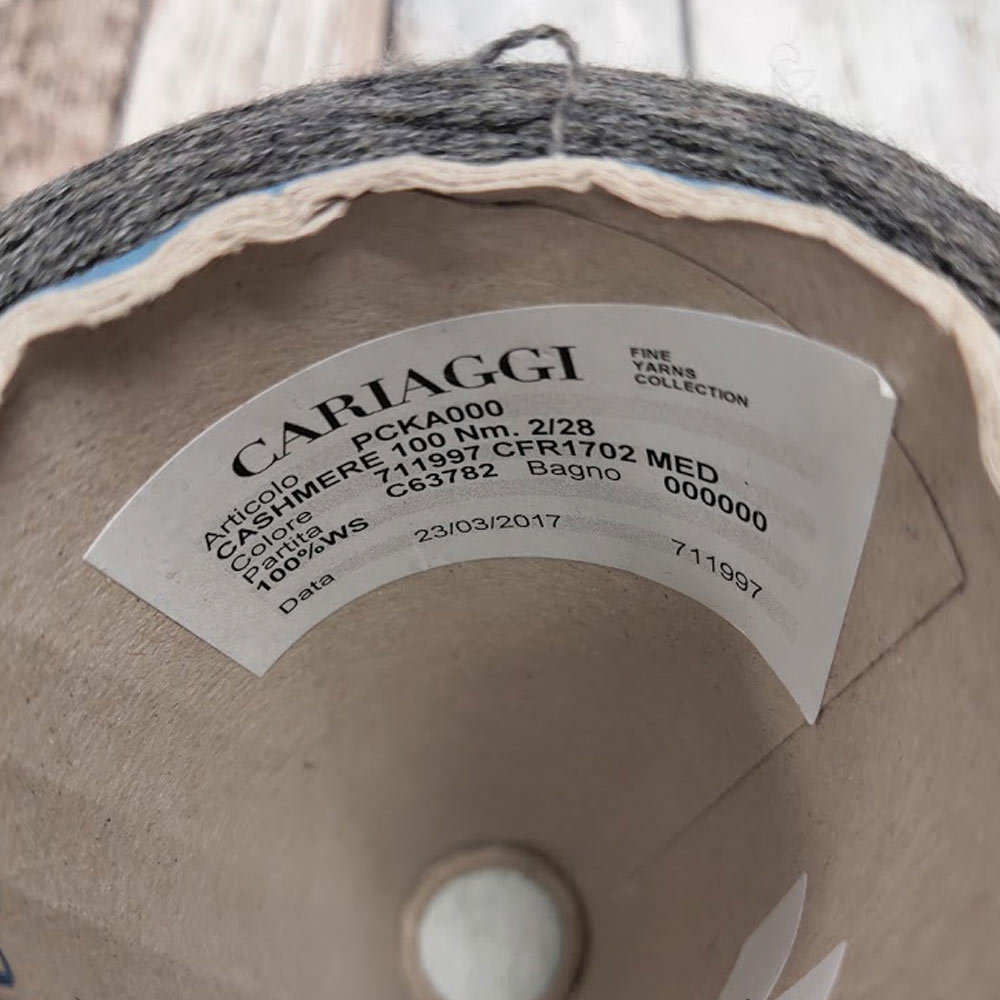 CARIAGGI
FINE
YARNS
COLLECTION
Articolo PCKA000
CASHMERE 100 Nm. 2/28
Colore 711997 CFR1702 MED
Partita C63782 Bagno 000000
100%WS
Data 23/03/2017 711997